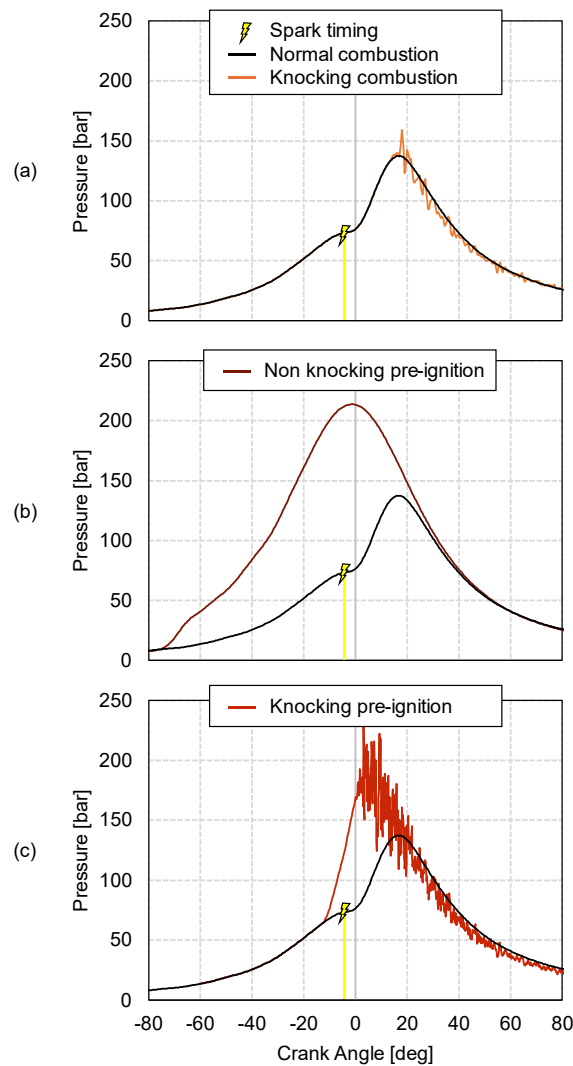 250
200
150
100
50
0
Pressure [bar]
(a)
Spark timing
Normal combustion
Knocking combustion
250
200
150
100
50
0
Pressure [bar]
(b)
Non knocking pre-ignition
250
200
150
100
50
0
Pressure [bar]
(c)
Knocking pre-ignition
-80 -60 -40 -20 0 20 40 60 80
Crank Angle [deg]